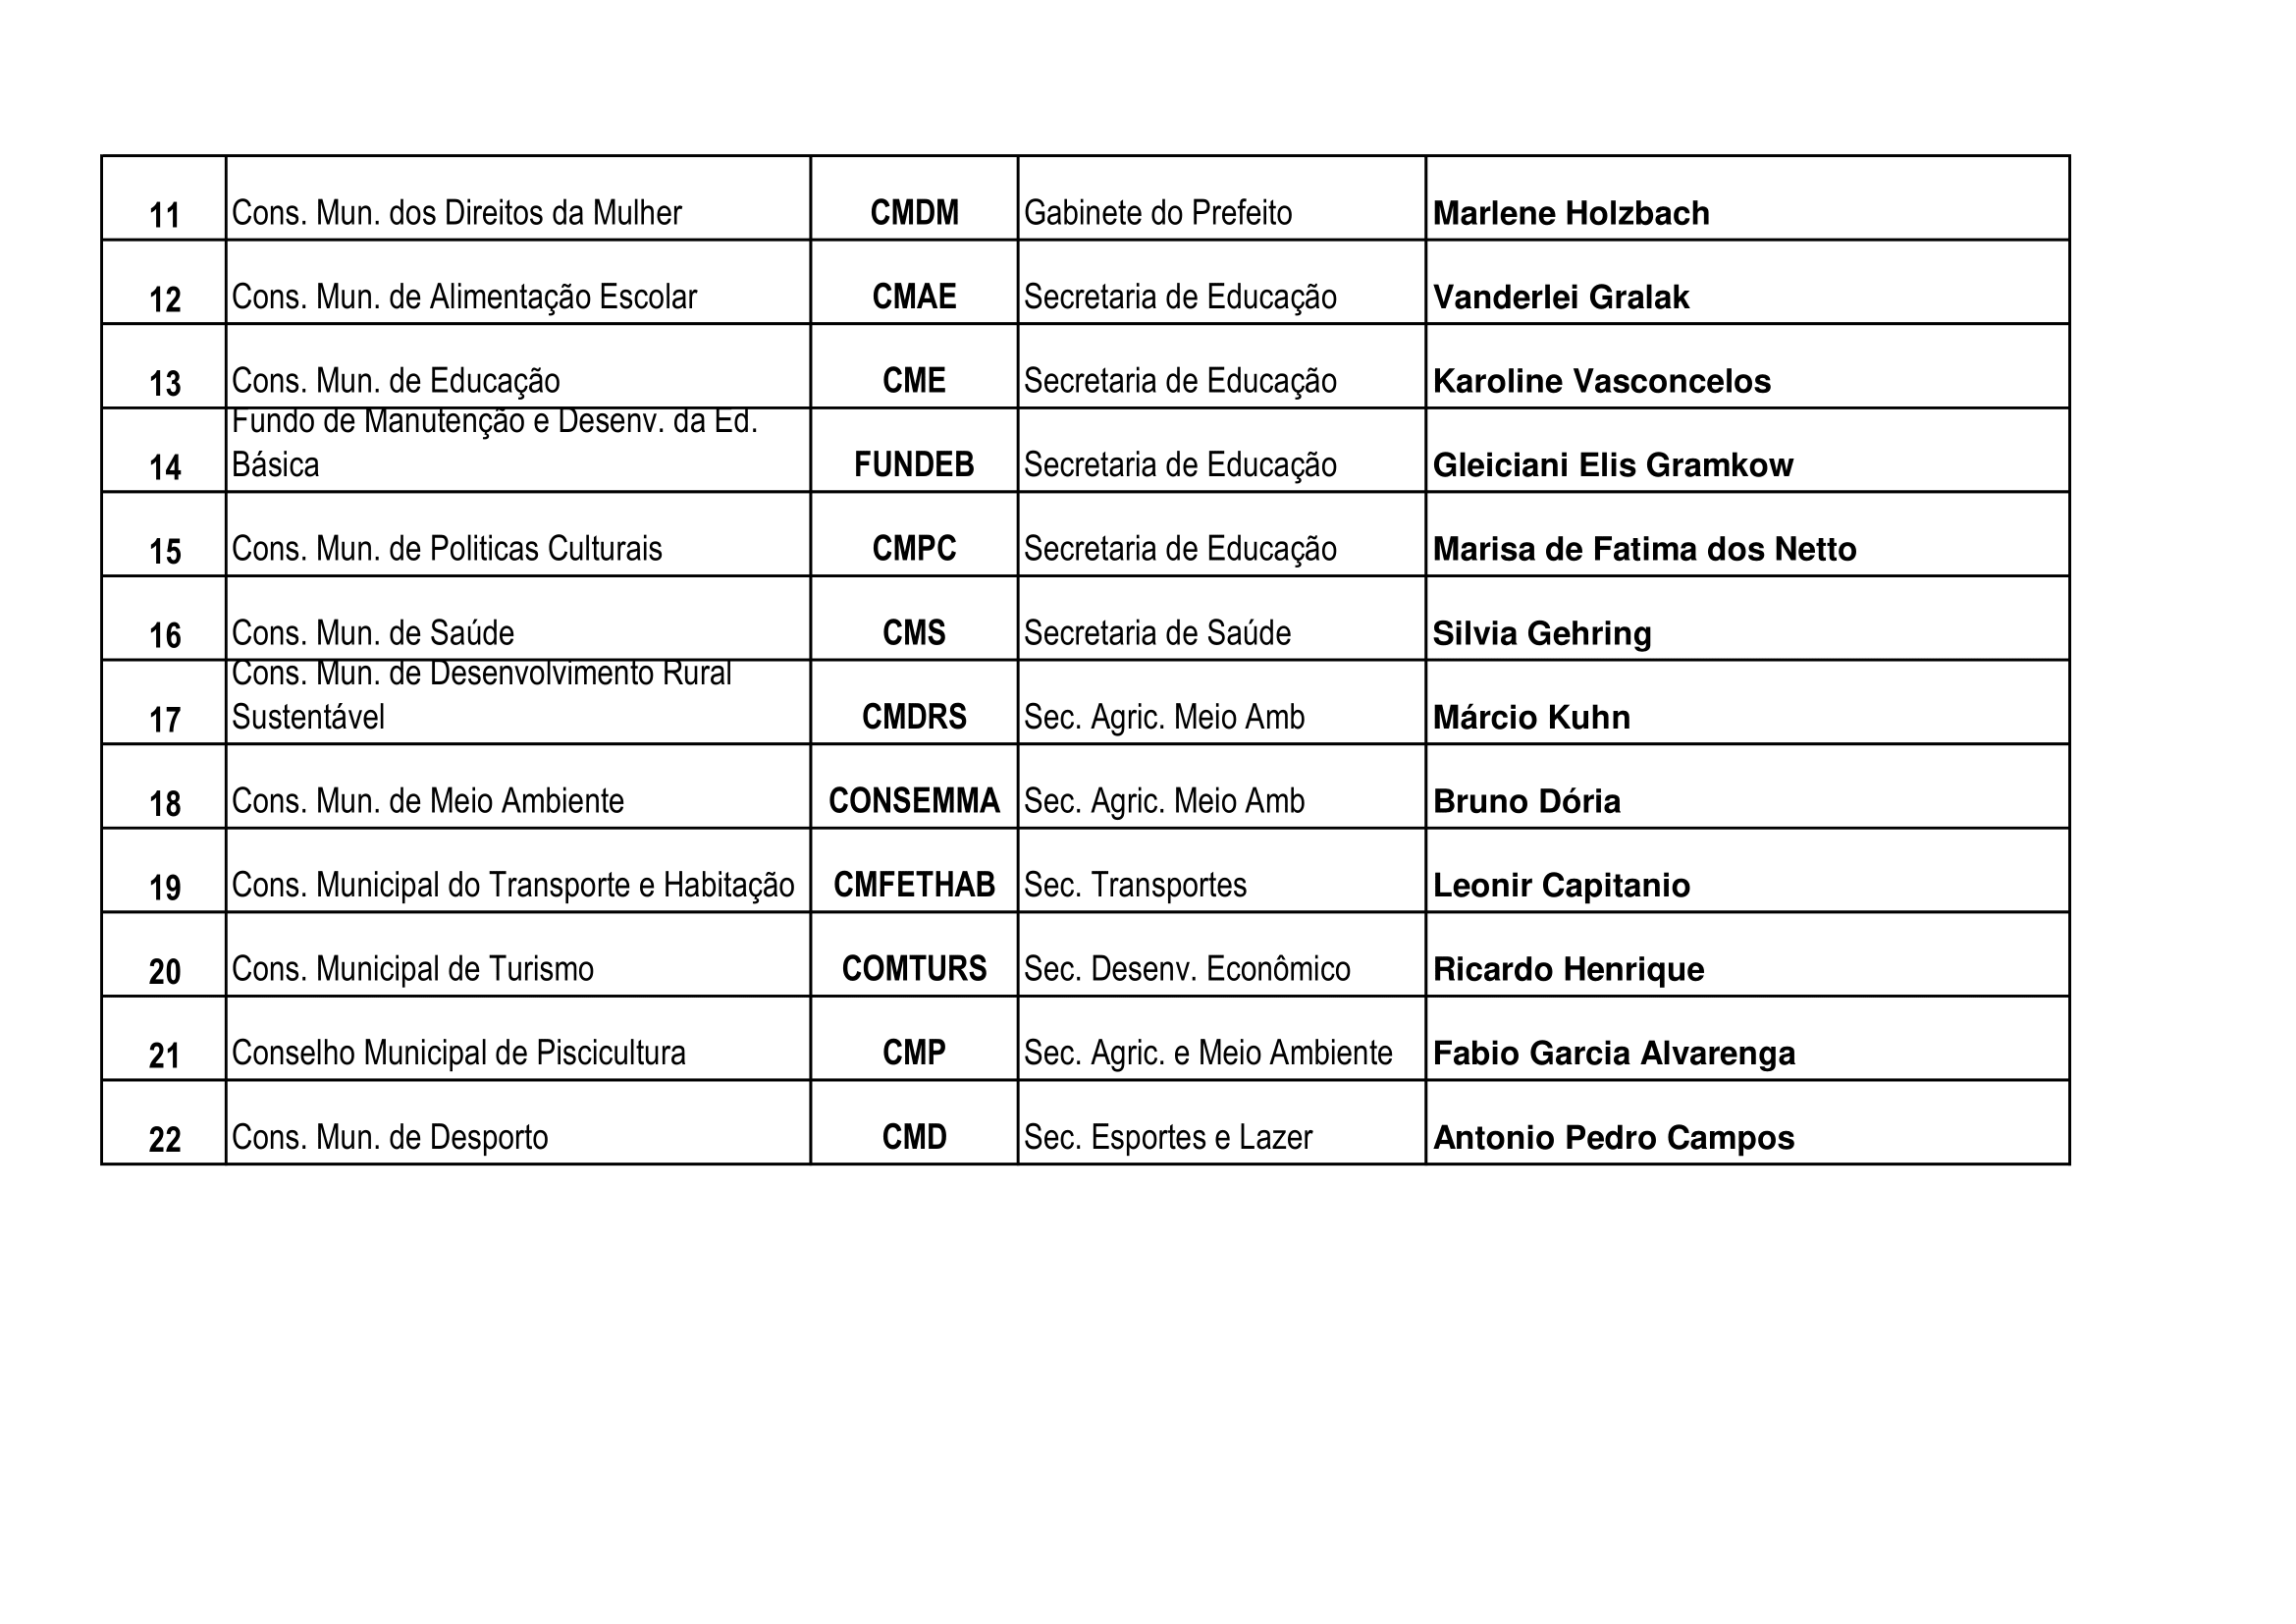 11 Cons. Mun. dos Direitos da Mulher CMDM Gabinete do Prefeito Marlene Holzbach
12 Cons. Mun. de Alimentação Escolar CMAE Secretaria de Educação Vanderlei Gralak
13 Cons. Mun. de Educação CME Secretaria de Educação Karoline Vasconcelos
Fundo de Manutenção e Desenv. da Ed.
14 Básica FUNDEB Secretaria de Educação Gleiciani Elis Gramkow
15 Cons. Mun. de Politicas Culturais CMPC Secretaria de Educação Marisa de Fatima dos Netto
16 Cons. Mun. de Saúde CMS Secretaria de Saúde Silvia Gehring
Cons. Mun. de Desenvolvimento Rural
17 Sustentável CMDRS Sec. Agric. Meio Amb Márcio Kuhn
18 Cons. Mun. de Meio Ambiente CONSEMMA Sec. Agric. Meio Amb Bruno Dória
19 Cons. Municipal do Transporte e Habitação CMFETHAB Sec. Transportes Leonir Capitanio
20 Cons. Municipal de Turismo COMTURS Sec. Desenv. Econômico Ricardo Henrique
21 Conselho Municipal de Piscicultura CMP Sec. Agric. e Meio Ambiente Fabio Garcia Alvarenga
22 Cons. Mun. de Desporto CMD Sec. Esportes e Lazer Antonio Pedro Campos